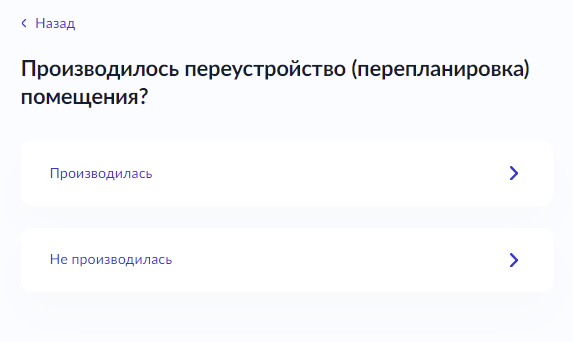 Назад
Производилось переустройство (перепланировка)
помещения?
Производилась
Не производилась